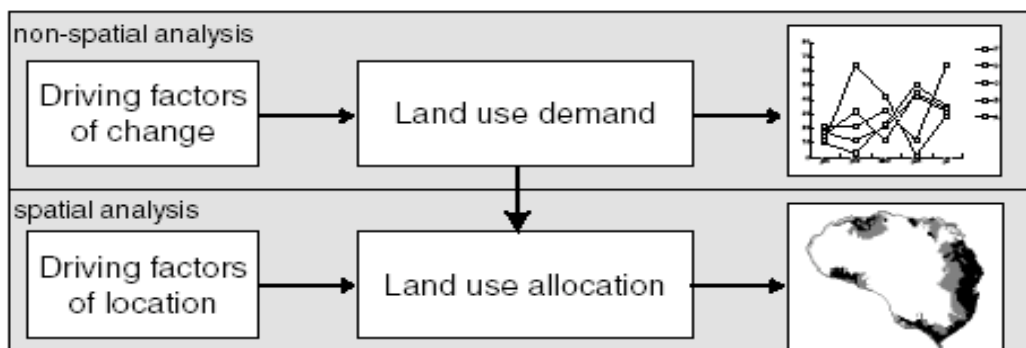 non-spatial analysis
Driving factors
of change
Land use demand
spatial analysis
Driving factors
of location
Land use allocation